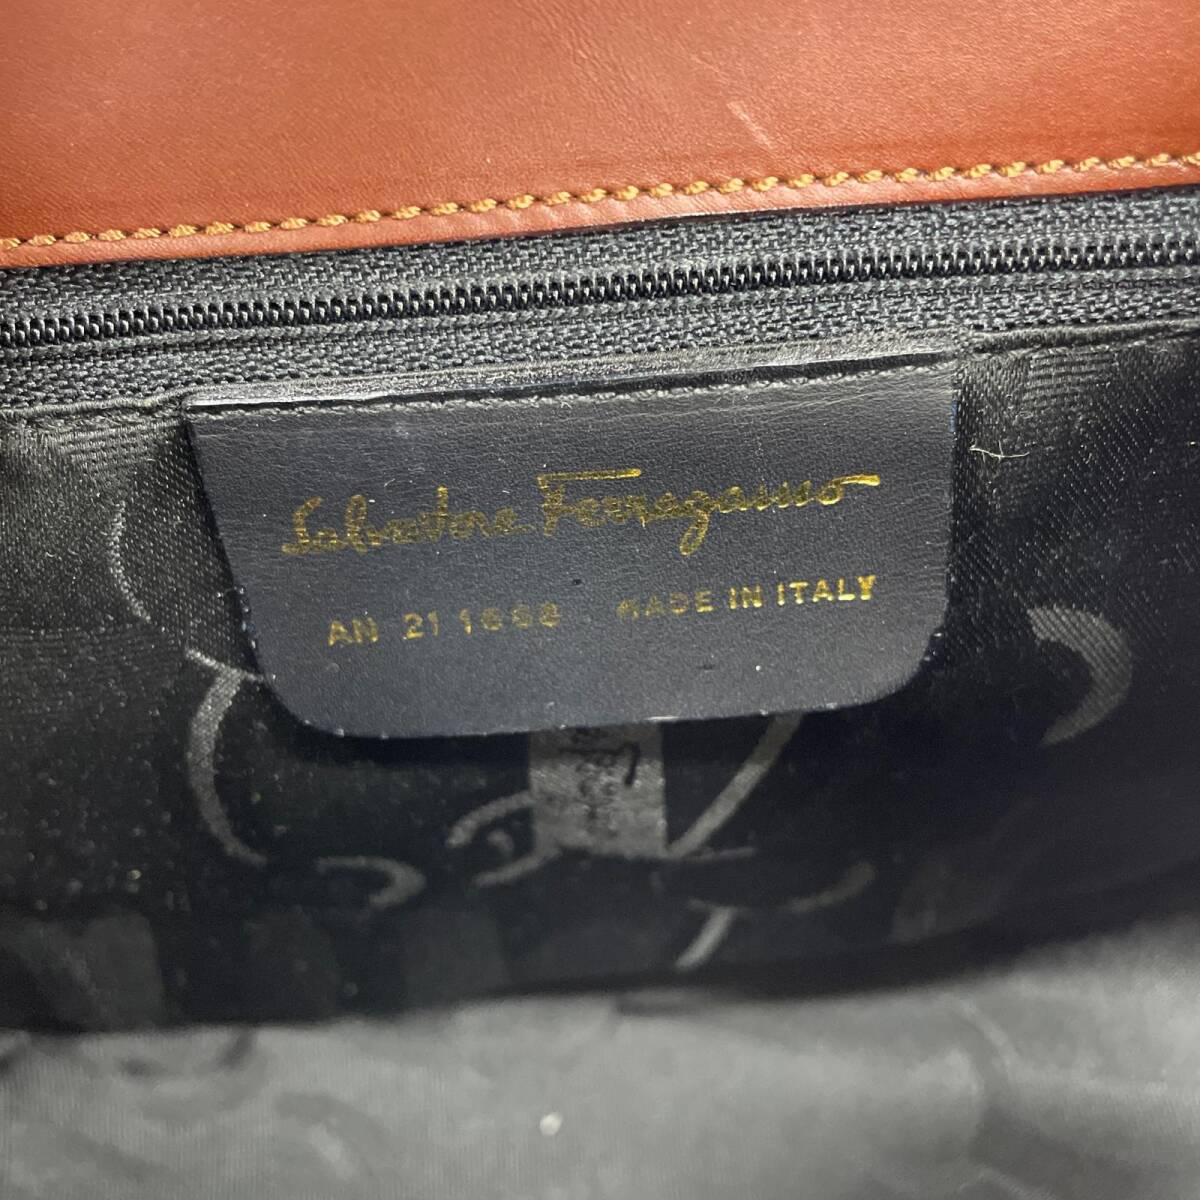 Salvatore Ferragamo
AN 21 1668 MADE IN ITALY